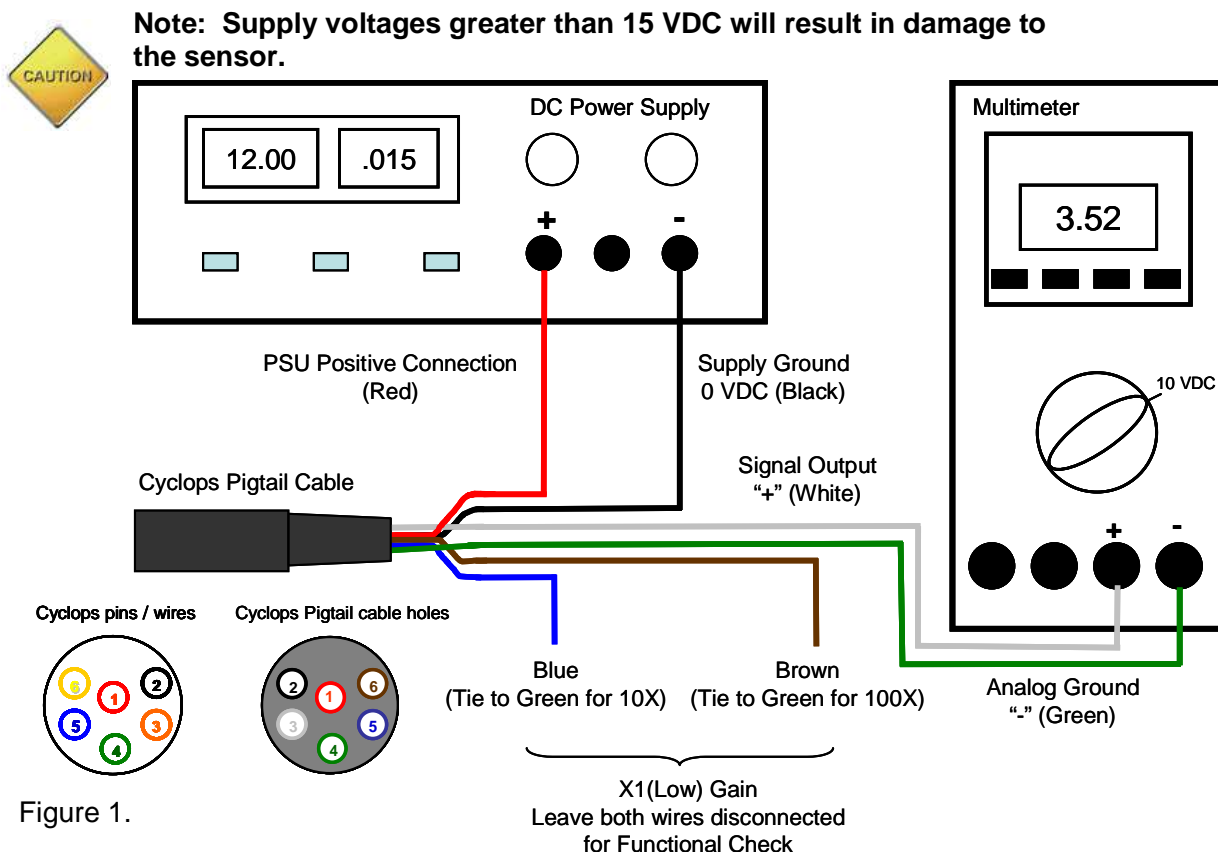 CAUTION
Note: Supply voltages greater than 15 VDC will result in damage to
the sensor.
DC Power Supply
12.00
.015
+
-
Multimeter
3.52
10 VDC
+
-
PSU Positive Connection
(Red)
Supply Ground
0 VDC (Black)
Signal Output
“+” (White)
Cyclops Pigtail Cable
Cyclops pins / wires
6
1
2
5
3
4
Cyclops Pigtail cable holes
2
1
6
3
5
4
Blue
(Tie to Green for 10X)
Brown
(Tie to Green for 100X)
Analog Ground
“-” (Green)
X1(Low) Gain
Leave both wires disconnected
for Functional Check
Figure 1.